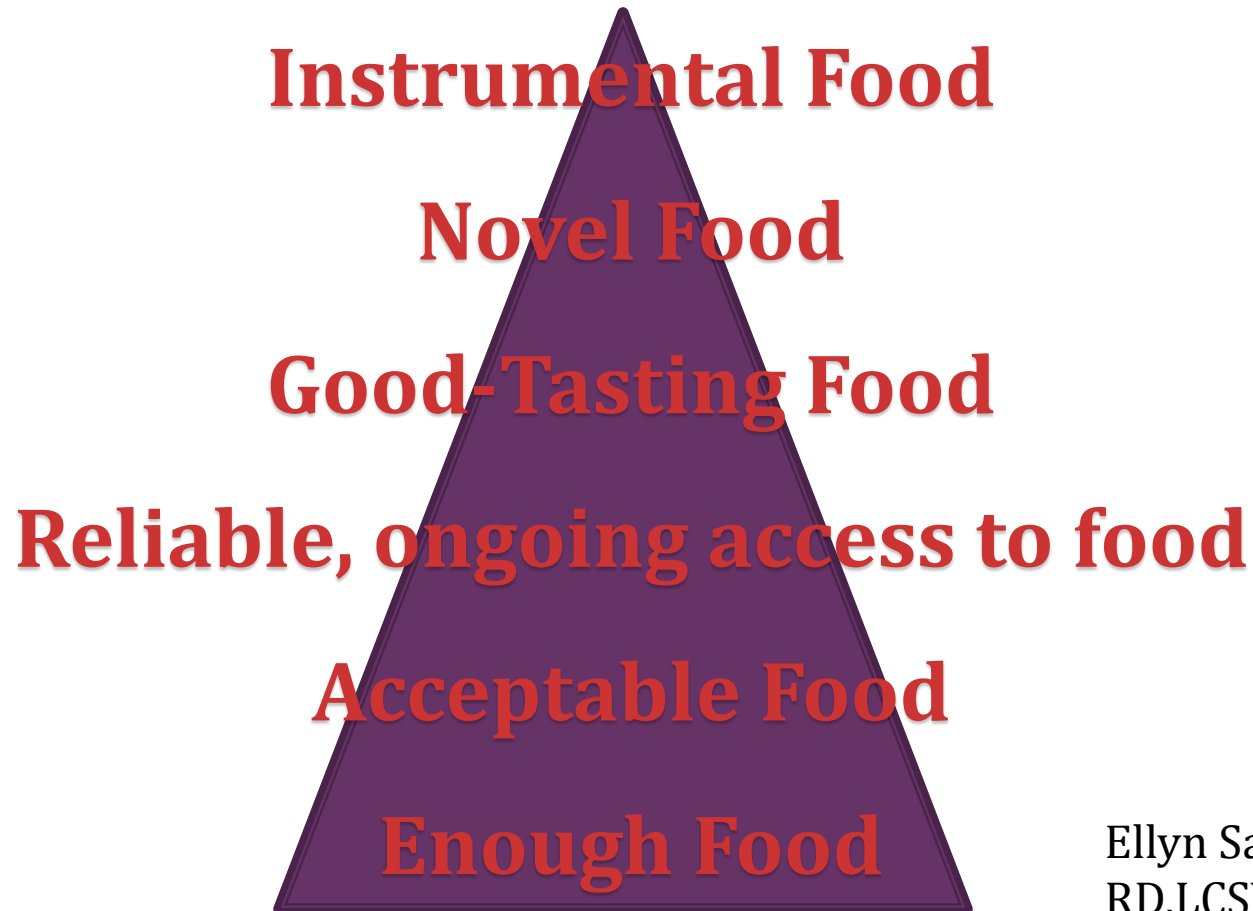 Instrumental Food
Novel Food
Good-Tasting Food
Reliable, ongoing access to food
Acceptable Food
Enough Food
Ellyn